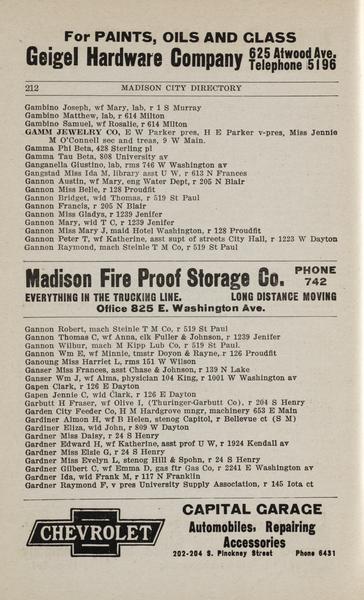 For PAINTS, OILS AND GLASS
Geigel Hardware Company 625 Atwood Ave. Telephone 5196
212 MADISON CITY DIRECTORY
Gambino Joseph, wf Mary, lab, r 1 S Murray
Gambino Matthew, lab, r 614 Milton
Gambino Samuel, wf Rosalie, r 614 Milton
GAMM JEWELRY CO, E W Parker pres, H E Parker v-pres, Miss Jennie
M O'Connell sec and treas, 9 W Main.
Gamma Phi Beta, 428 Sterling pl
Gamma Tau Beta, 808 University av
Ganganella Giustino, lab, rms 746 W Washington av
Gangstad Miss Ida M, library asst U W, r 613 N Frances
Gannon Austin, wf Mary, eng Water Dept, r 205 N Blair
Gannon Miss Belle, r 128 Proudfit
Gannon Bridget, wid Thomas, r 519 St Paul
Gannon Francis, r 205 N Blair
Gannon Miss Gladys, r 1239 Jenifer
Gannon Mary, wid T C, r 1239 Jenifer
Gannon Miss Mary J, maid Hotel Washington, r 128 Proudfit
Gannon Peter T, wf Katherine, asst supt of streets City Hall, r 1223 W Dayton
Gannon Raymond, mach Steinle T M Co, r 519 St Paul
Madison Fire Proof Storage Co. PHONE 742
EVERYTHING IN THE TRUCKING LINE. LONG DISTANCE MOVING
Office 825 E. Washington Ave.
Gannon Robert, mach Steinle T M Co, r 519 St Paul
Gannon Thomas C, wf Anna, clk Fuller & Johnson, r 1239 Jenifer
Gannon Wilbur, mach M Kipp Lub Co, r 519 St Paul.
Gannon Wm E, wf Minnie, tmstr Doyon & Rayne, r 126 Proudfit
Ganoung Miss Harriet L, rms 151 W Wilson
Ganser Miss Frances, asst Chase & Johnson, r 139 N Lake
Ganser Wm J, wf Alma, physician 104 King, r 1001 W Washington av
Gapen Clark, r 126 E Dayton
Gapen Jennie C, wid Clark, r 126 E Dayton
Garbutt H Fraser, wf Olive I, (Thuringer-Garbutt Co), r 204 S Henry
Garden City Feeder Co, H M Hardgrove mngr, machinery 653 E Main
Gardiner Almon H, wf B Helen, stenog Capitol, r Bellevue ct (S M)
Gardiner Eliza, wid John, r 809 W Dayton
Gardner Miss Daisy, r 24 S Henry
Gardner Edward H, wf Katherine, asst prof U W, r 1924 Kendall av
Gardner Miss Elsie G, r 24 S Henry
Gardner Miss Evelyn L, stenog Hill & Spohn, r 24 S Henry
Gardner Gilbert C, wf Emma D, gas ftr Gas Co, r 2241 E Washington av
Gardner Ida, wid Frank M, r 117 N Franklin
Gardner Raymond F, v pres University Supply Association, r 145 Iota ct
CHEVROLET
CAPITAL GARAGE
Automobiles, Repairing
Accessories
202-204 S. Pinckney Street Phone 6431